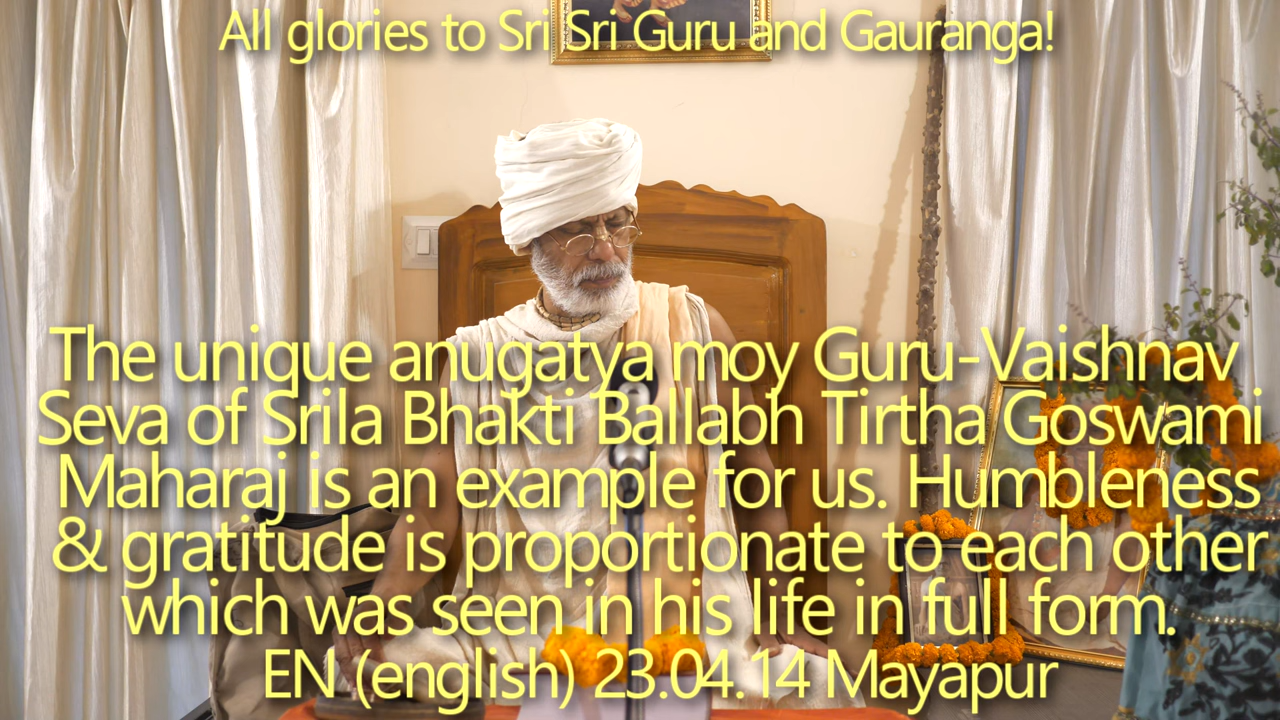 All glories to Sri Sri Guru and Gauranga!
The unique anugatya moy Guru-Vaishnav
Seva of Srila Bhakti Ballabh Tirtha Goswami
Maharaj is an example for us. Humbleness
& gratitude is proportionate to each other
which was seen in his life in full form.
EN (english) 23.04.14 Mayapur